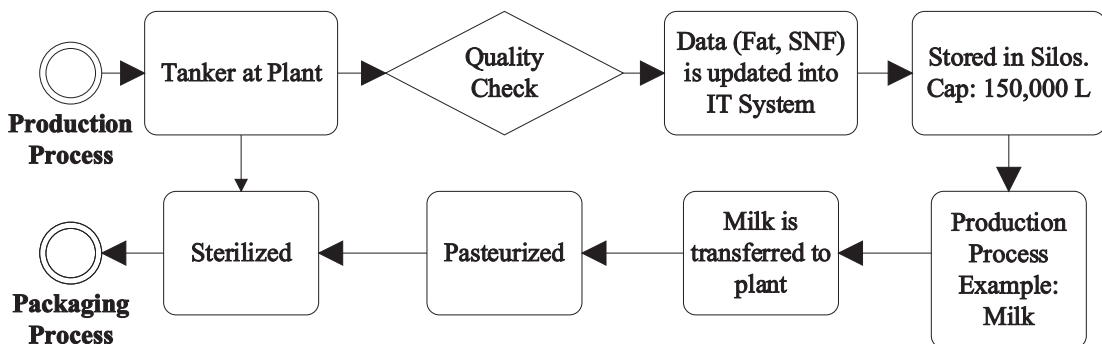 Production
Process
Tanker at Plant
Quality
Check
Data (Fat, SNF)
is updated into
IT System
Stored in Silos.
Cap: 150,000 L
Production
Process
Example:
Milk
Milk is
transferred to
plant
Pasteurized
Sterilized
Packaging
Process